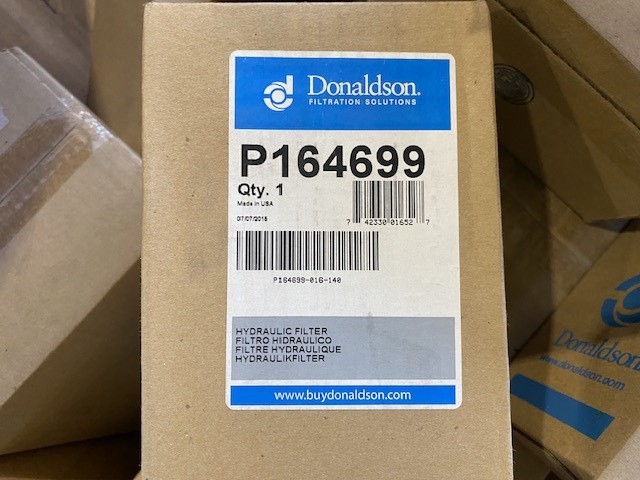 Donaldson.
FILTRATION SOLUTIONS
P164699
Qty. 1
Made in USA
07/07/2015
7 42330 01652 7
P164699-016-140
HYDRAULIC FILTER
FILTRO HIDRAULICO
FILTRE HYDRAULIQUE
HYDRAULIKFILTER
www.buydonaldson.com
Donaldson.
www.donaldson.com